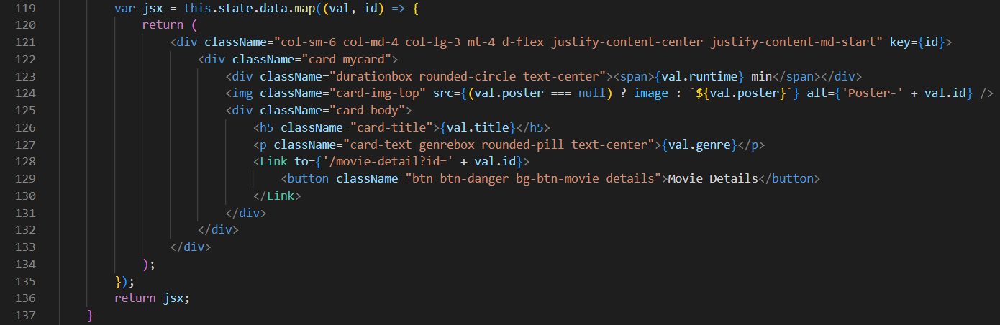 119 var jsx = this.state.data.map((val, id) => {
120 return (
121 <div className="col-sm-6 col-md-4 col-lg-3 mt-4 d-flex justify-content-center justify-content-md-start" key={id}>
122 <div className="card mycard">
123 <div className="durationbox rounded-circle text-center"><span>{val.runtime} min</span></div>
124 <img className="card-img-top" src={(val.poster === null) ? image : `${val.poster}`} alt={'Poster-' + val.id} />
125 <div className="card-body">
126 <h5 className="card-title">{val.title}</h5>
127 <p className="card-text genrebox rounded-pill text-center">{val.genre}</p>
128 <Link to={'/movie-detail?id=' + val.id}>
129 <button className="btn btn-danger bg-btn-movie details">Movie Details</button>
130 </Link>
131 </div>
132 </div>
133 </div>
134 );
135 });
136 return jsx;
137 }